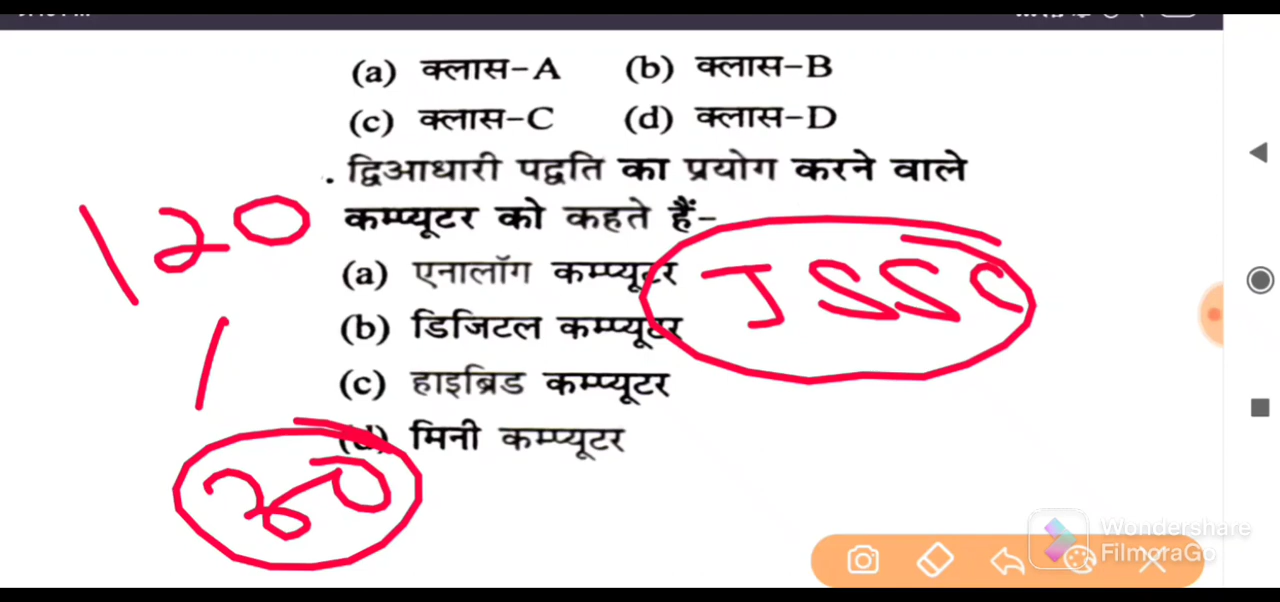 (a) क्लास-A (b) क्लास-B
(c) क्लास-C (d) क्लास-D
. द्विआधारी पद्वति का प्रयोग करने वाले
कम्प्यूटर को कहते हैं-
120
(a) एनालॉग कम्प्यूटर
JSSC
(b) डिजिटल कम्प्यूटर
(c) हाइब्रिड कम्प्यूटर
(d) मिनी कम्प्यूटर
30
Wondershare
FilmoraGo